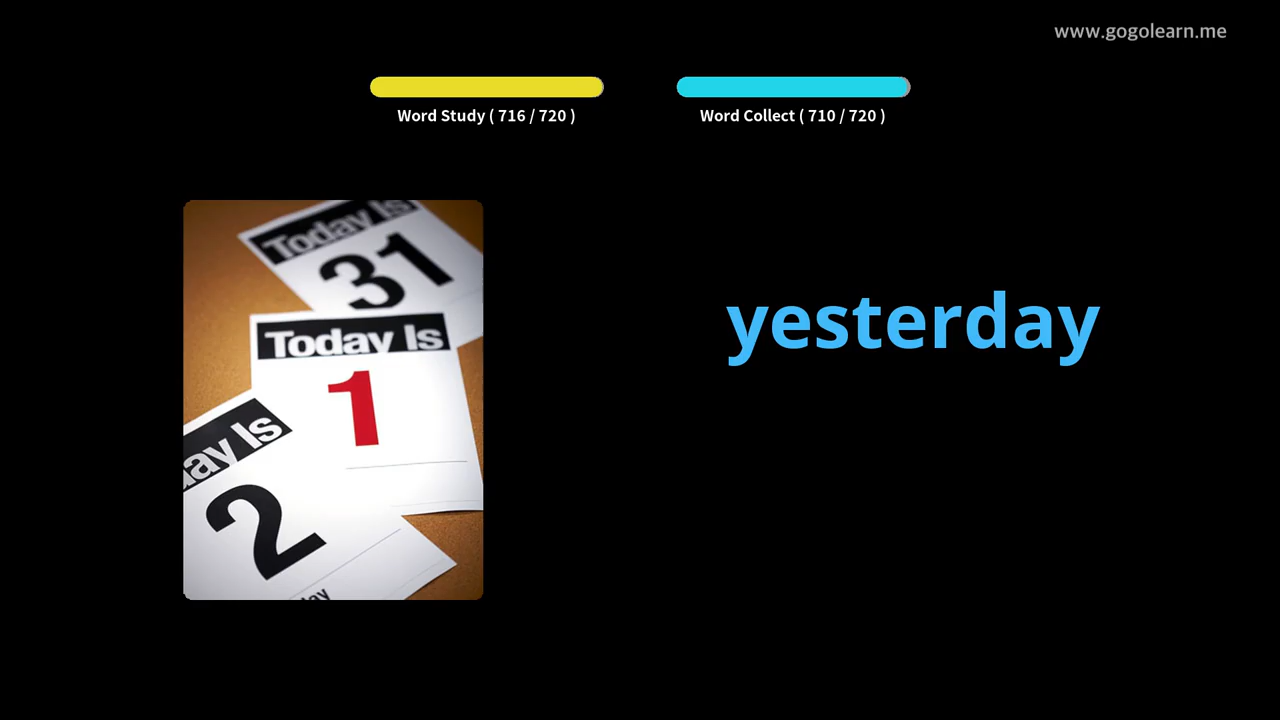 www.gogolearn.me
Word Study ( 716 / 720 )
Word Collect ( 710 / 720 )
Today Is
31
Today Is
1
yesterday
ay Is
2
ay